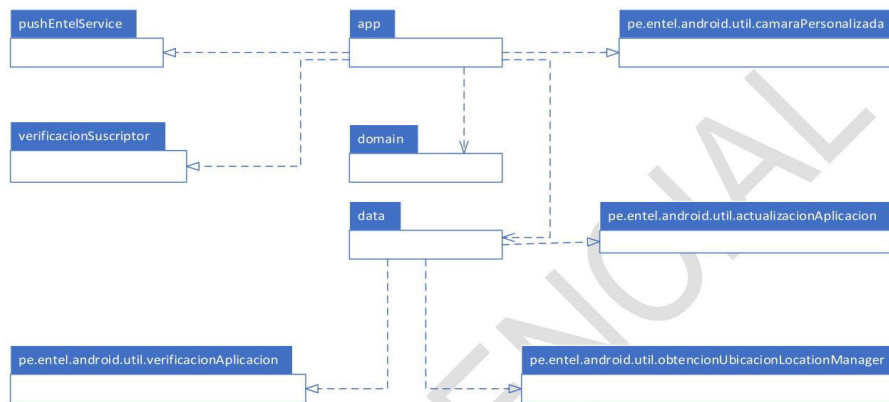 pushEntelService
app
pe.entel.android.util.camaraPersonalizada
verificacionSuscriptor
domain
data
pe.entel.android.util.actualizacionAplicacion
pe.entel.android.util.verificacionAplicacion
pe.entel.android.util.obtencionUbicacionLocationManager
ENCIAL